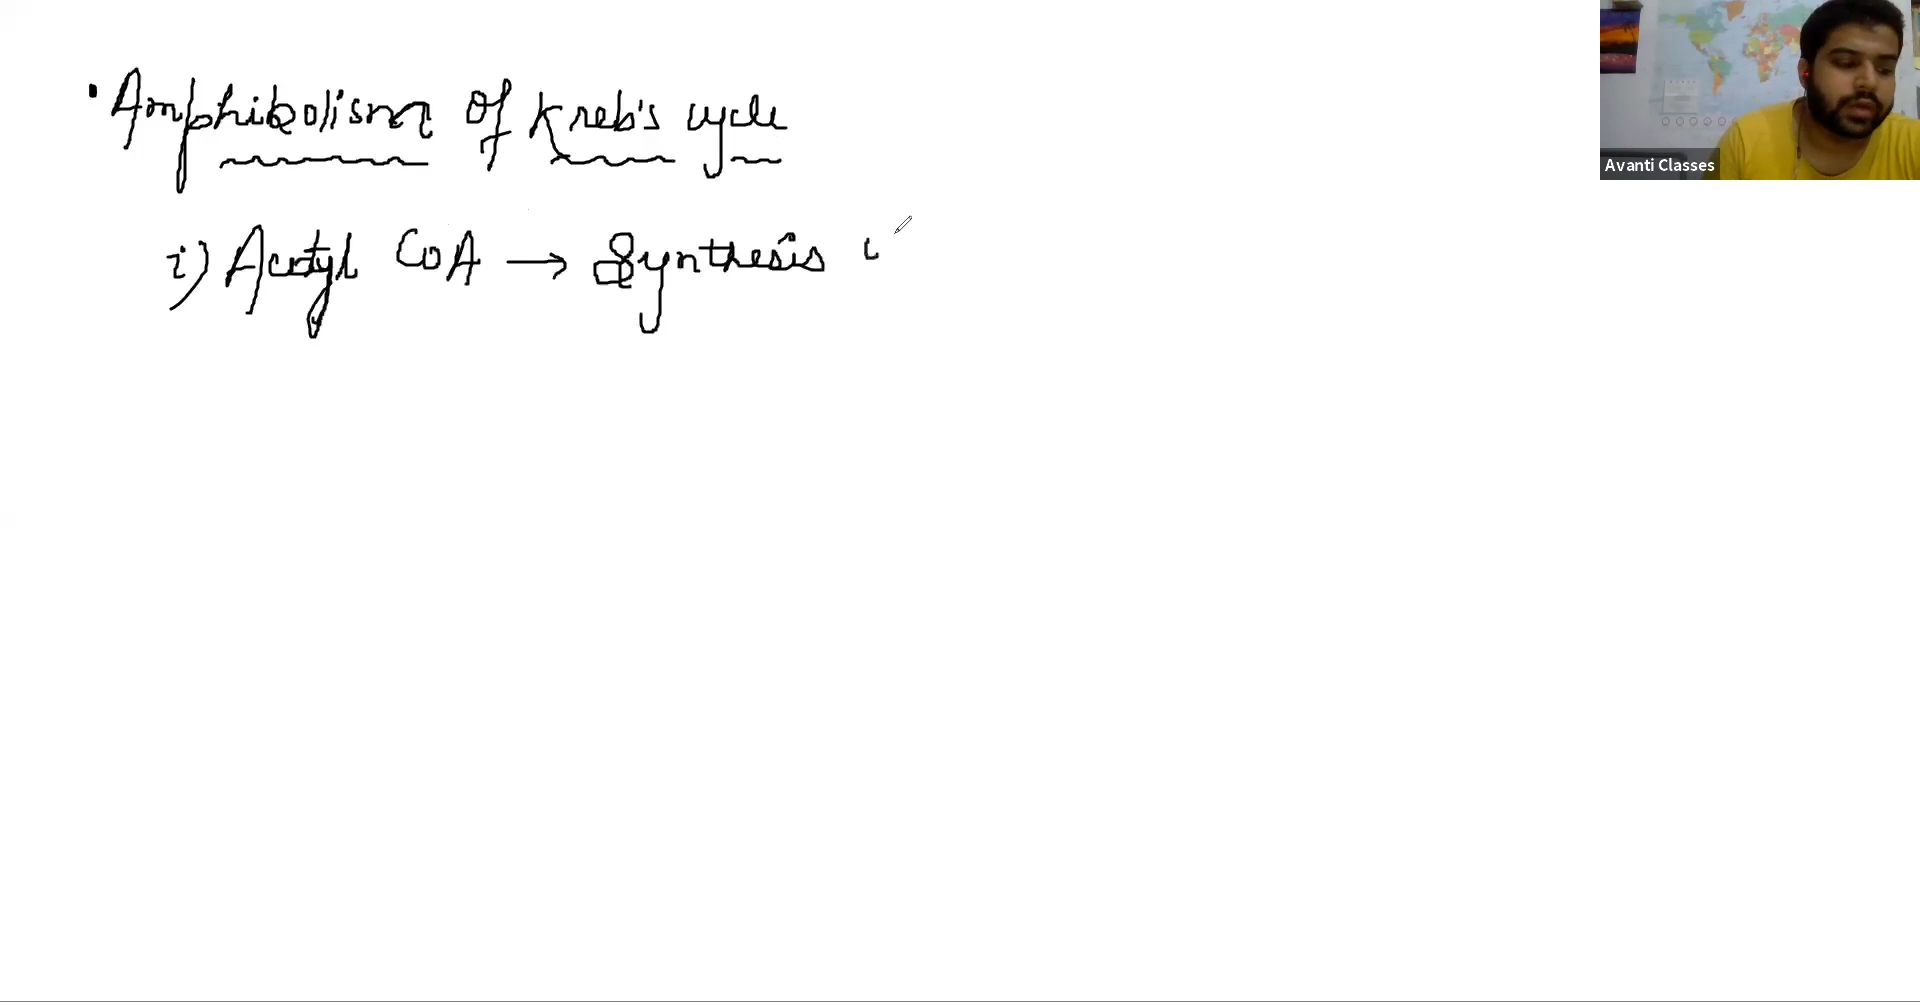 • Amphibolism of Kreb's cycle
i) Acetyl CoA → Synthesis
Avanti Classes